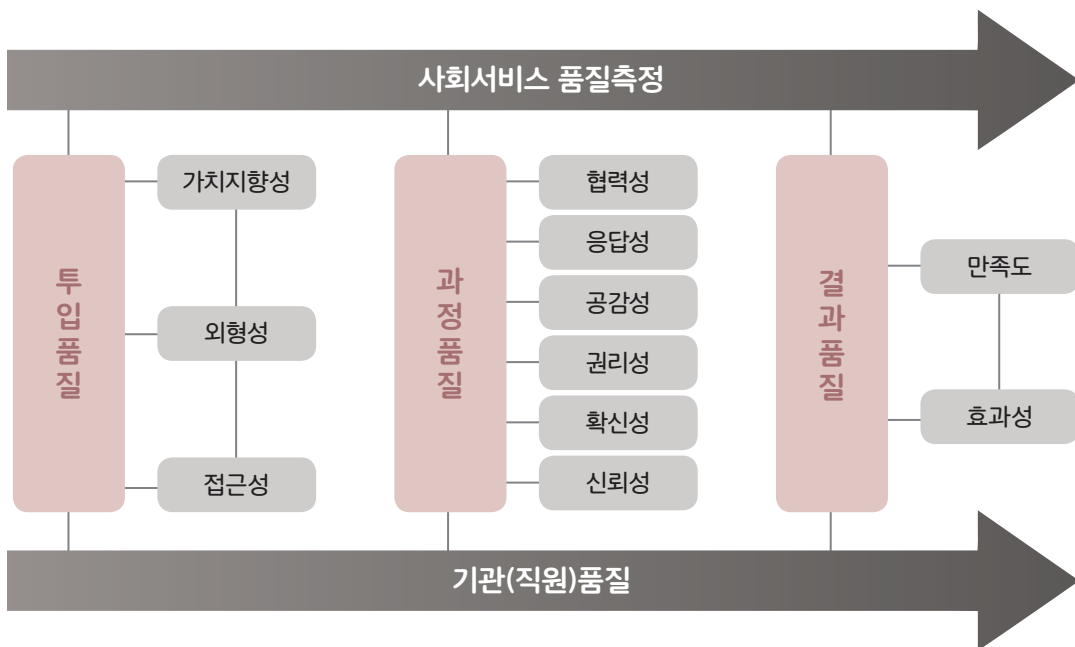 사회서비스 품질측정
투입품질
가치지향성
외형성
접근성
과정품질
협력성
응답성
공감성
권리성
확신성
신뢰성
결과품질
만족도
효과성
기관(직원)품질